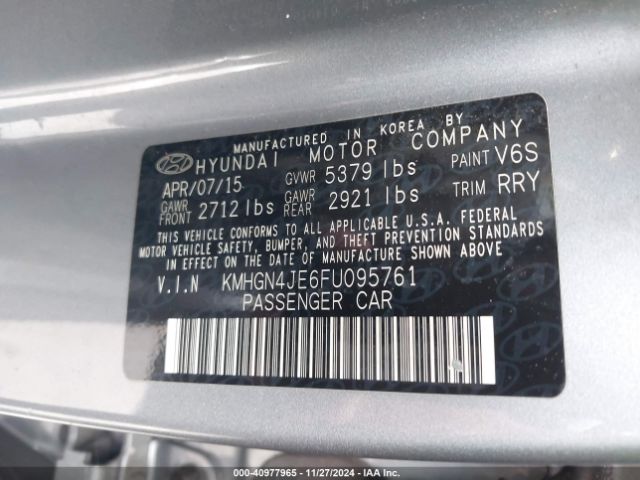 MANUFACTURED IN KOREA BY
HYUNDAI MOTOR COMPANY
APR/07/15 GVWR 5379 lbs PAINT V6S
GAWR FRONT 2712 lbs GAWR REAR 2921 lbs TRIM RRY
THIS VEHICLE CONFORMS TO ALL APPLICABLE U.S.A. FEDERAL
MOTOR VEHICLE SAFETY, BUMPER, AND THEFT PREVENTION STANDARDS
IN EFFECT ON THE DATE OF MANUFACTURE SHOWN ABOVE.
V.I.N KMHGN4JE6FU095761
PASSENGER CAR
000-40977965 - 11/27/2024 - IAAI.COM